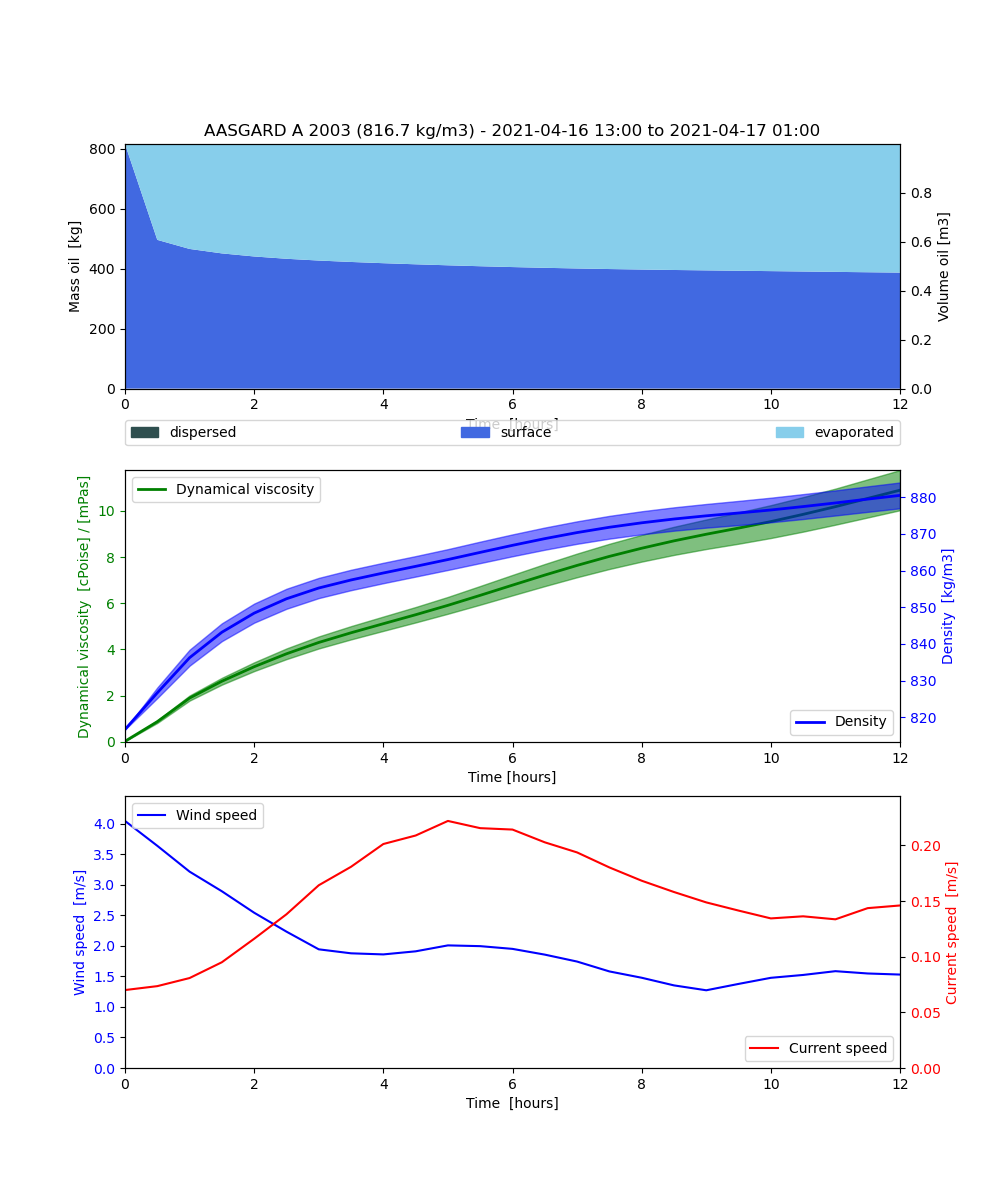 AASGARD A 2003 (816.7 kg/m3) - 2021-04-16 13:00 to 2021-04-17 01:00
Mass oil  [kg]
800
600
400
200
0
Volume oil [m3]
0.8
0.6
0.4
0.2
0.0
0 2 4 6 8 10 12
Time  [hours]
dispersed surface evaporated
Dynamical viscosity  [cPoise] / [mPas]
10
8
6
4
2
0
Dynamical viscosity
Density  [kg/m3]
880
870
860
850
840
830
820
Density
0 2 4 6 8 10 12
Time [hours]
Wind speed  [m/s]
4.0
3.5
3.0
2.5
2.0
1.5
1.0
0.5
0.0
Wind speed
Current speed  [m/s]
0.20
0.15
0.10
0.05
0.00
Current speed
0 2 4 6 8 10 12
Time  [hours]